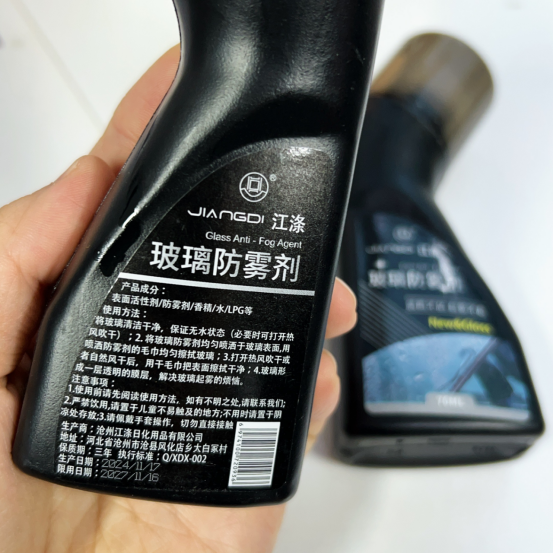 ®
JIANGDI 江涤
Glass Anti - Fog Agent
玻璃防雾剂
产品成分：
表面活性剂/防雾剂/香精/水/LPG等
使用方法：
将玻璃清洁干净，保证无水状态（必要时可打开热
风吹干）；2.将玻璃防雾剂均匀喷洒于玻璃表面,用
喷洒防雾剂的毛巾均匀擦拭玻璃；3.打开热风吹干或
者自然风干后，用干毛巾把表面擦拭干净；4.玻璃形
成一层透明的膜层，解决玻璃起雾的烦恼。
注意事项：
1.使用前请先阅读使用方法，如有不明之处,请联系我们；
2.严禁饮用,请置于儿童不易触及的地方;不用时请置于阴
凉处存放;3.请佩戴手套操作，切勿直接接触
生产商：沧州江涤日化用品有限公司
地址：河北省沧州市沧县风化店乡大白冢村
保质期：三年 执行标准：Q/XDX-002
生产日期：2024/11/17
限用日期：2027/11/16
JIANGDI 江
玻璃防雾剂
New&Glass